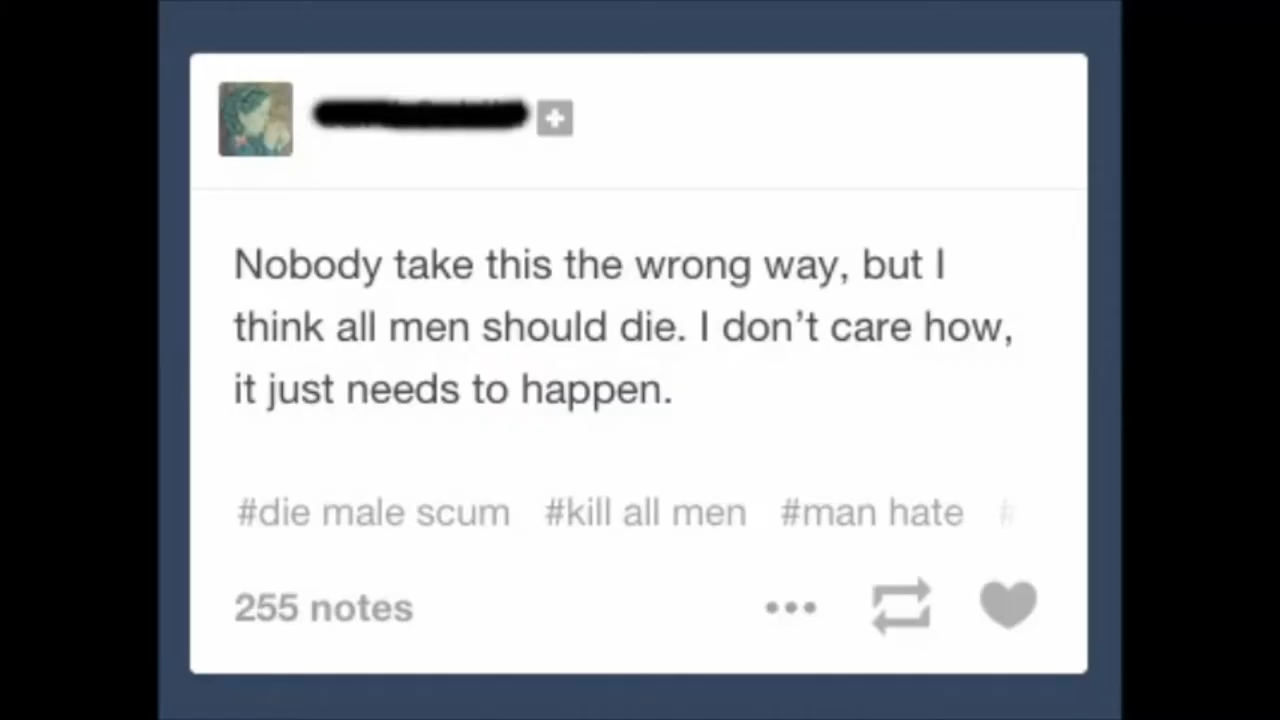 Nobody take this the wrong way, but I
think all men should die. I don't care how,
it just needs to happen.
#die male scum #kill all men #man hate #
255 notes